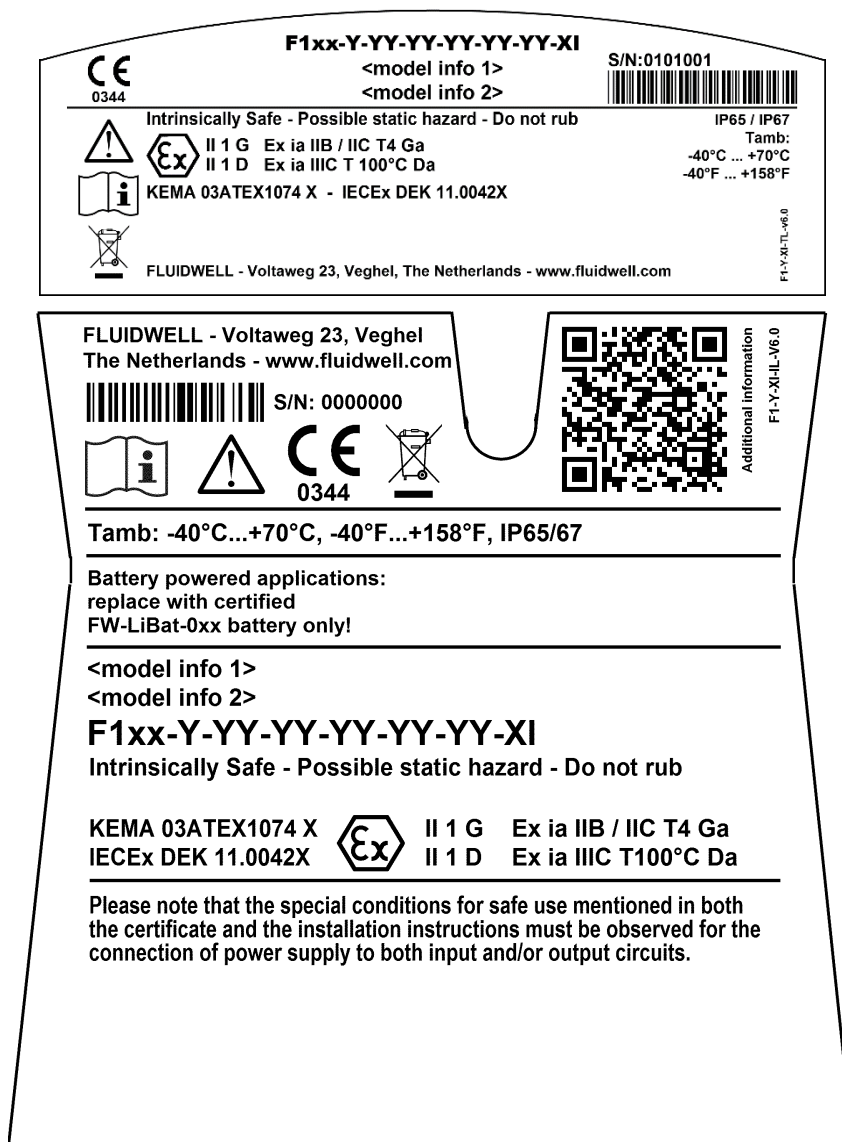 F1xx-Y-YY-YY-YY-YY-YY-XI
<model info 1>
<model info 2>
S/N:0101001
CE
0344
Intrinsically Safe - Possible static hazard - Do not rub
II 1 G Ex ia IIB / IIC T4 Ga
II 1 D Ex ia IIIC T 100°C Da
KEMA 03ATEX1074 X - IECEx DEK 11.0042X
IP65 / IP67
Tamb:
-40°C ... +70°C
-40°F ... +158°F
Ex
i
FLUIDWELL - Voltaweg 23, Veghel, The Netherlands - www.fluidwell.com
F1-Y-XI-TL-v6.0
FLUIDWELL - Voltaweg 23, Veghel
The Netherlands - www.fluidwell.com
S/N: 0000000
i
CE
0344
Additional information
F1-Y-XI-IL-V6.0
Tamb: -40°C...+70°C, -40°F...+158°F, IP65/67
Battery powered applications:
replace with certified
FW-LiBat-0xx battery only!
<model info 1>
<model info 2>
F1xx-Y-YY-YY-YY-YY-YY-XI
Intrinsically Safe - Possible static hazard - Do not rub
KEMA 03ATEX1074 X Ex II 1 G Ex ia IIB / IIC T4 Ga
IECEx DEK 11.0042X II 1 D Ex ia IIIC T100°C Da
Please note that the special conditions for safe use mentioned in both
the certificate and the installation instructions must be observed for the
connection of power supply to both input and/or output circuits.